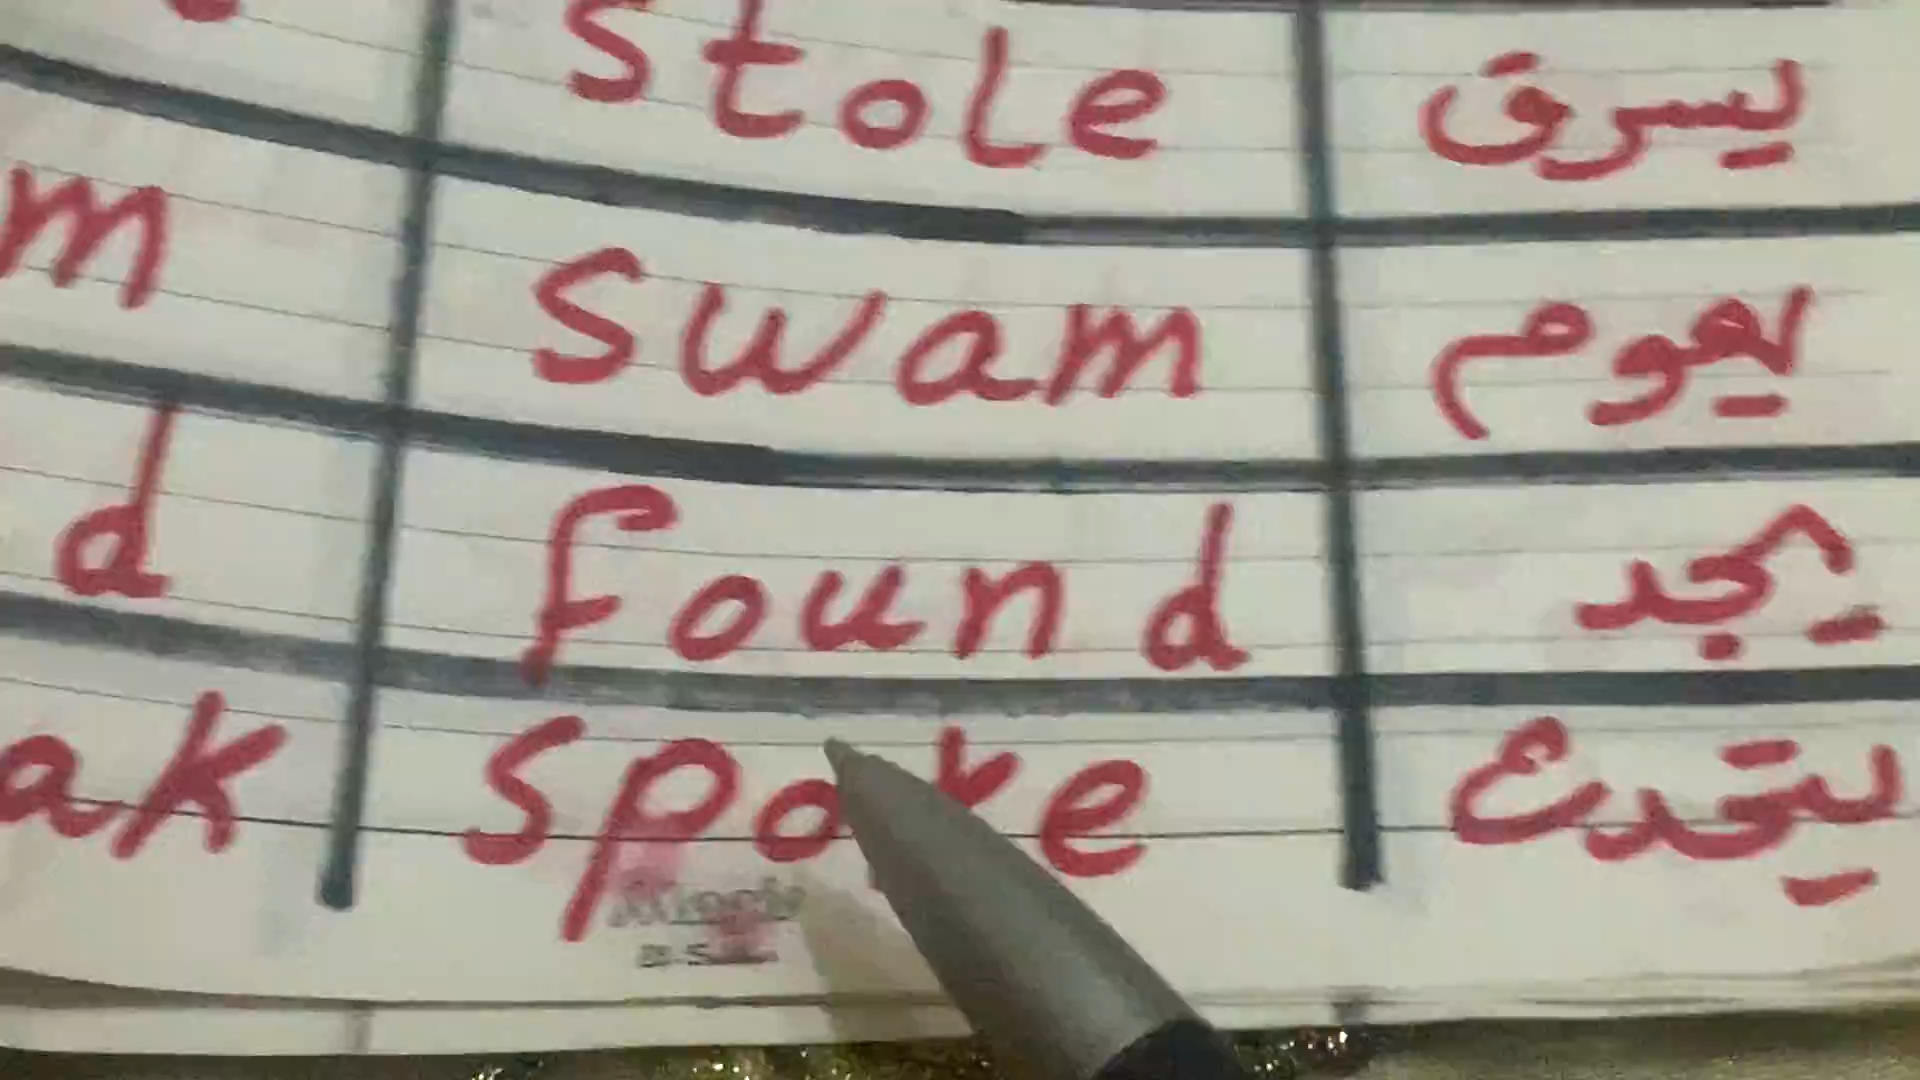 stole يسرق
m swam يعوم
d found يجد
ak spoke يتحدث